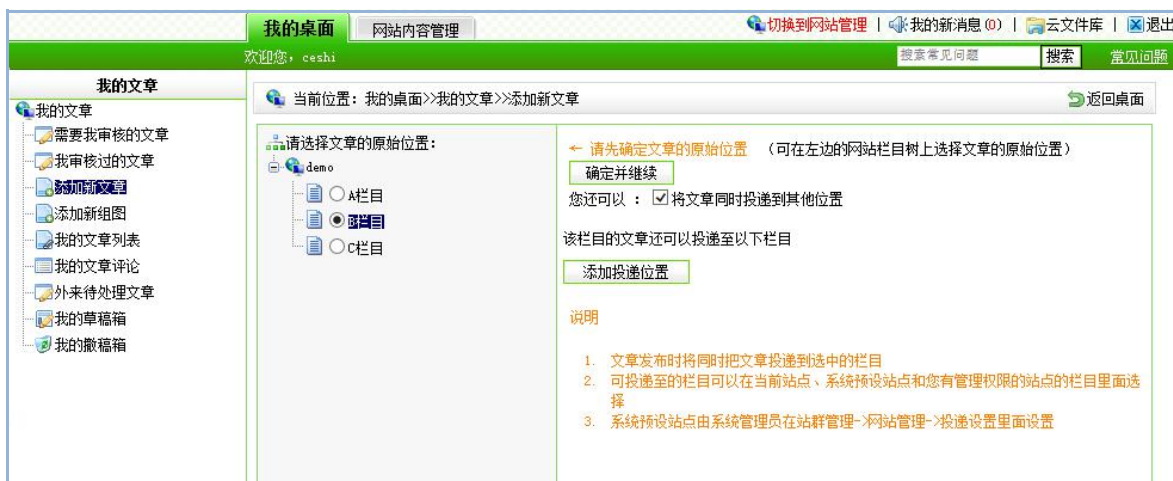 我的桌面 网站内容管理 切换到网站管理 | 我的新消息(0) | 云文件库 | 退出
欢迎您，ceshi 搜索常见问题 搜索 常见问题
我的文章
我的文章
需要我审核的文章
我审核过的文章
添加新文章
添加新组图
我的文章列表
我的文章评论
外来待处理文章
我的草稿箱
我的撤稿箱
当前位置：我的桌面>>我的文章>>添加新文章 返回桌面
请选择文章的原始位置：
demo
A栏目
B栏目
C栏目
← 请先确定文章的原始位置 （可在左边的网站栏目树上选择文章的原始位置）
确定并继续
您还可以 ： 将文章同时投递到其他位置
该栏目的文章还可以投递至以下栏目
添加投递位置
说明
1. 文章发布时将同时把文章投递到选中的栏目
2. 可投递至的栏目可以在当前站点、系统预设站点和您有管理权限的站点的栏目里面选
择
3. 系统预设站点由系统管理员在站群管理->网站管理->投递设置里面设置